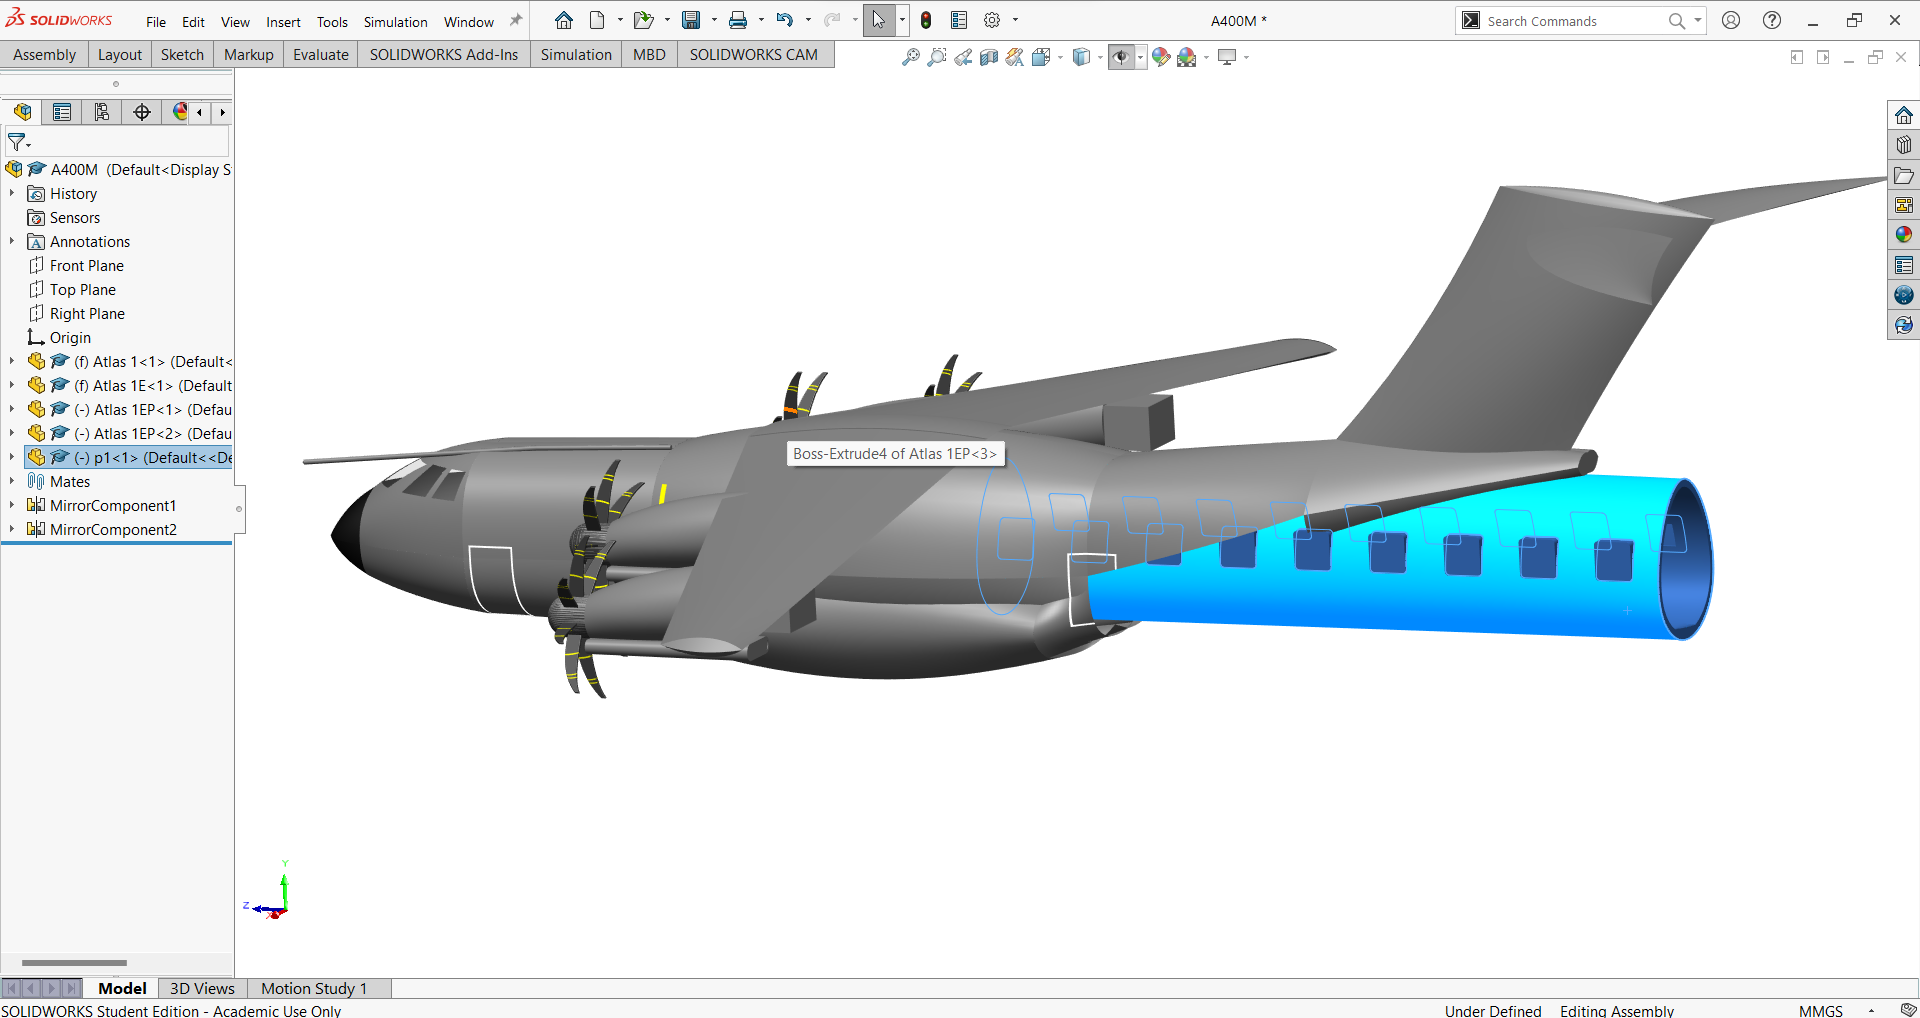 SOLIDWORKS File Edit View Insert Tools Simulation Window A400M * Search Commands
Assembly Layout Sketch Markup Evaluate SOLIDWORKS Add-Ins Simulation MBD SOLIDWORKS CAM
A400M (Default<Display S
History
Sensors
Annotations
Front Plane
Top Plane
Right Plane
Origin
(f) Atlas 1<1> (Default<
(f) Atlas 1E<1> (Default
(-) Atlas 1EP<1> (Defau
(-) Atlas 1EP<2> (Defau
(-) p1<1> (Default<<De
Mates
MirrorComponent1
MirrorComponent2
Boss-Extrude4 of Atlas 1EP<3>
Y
Z
X
Model 3D Views Motion Study 1
SOLIDWORKS Student Edition - Academic Use Only Under Defined Editing Assembly MMGS